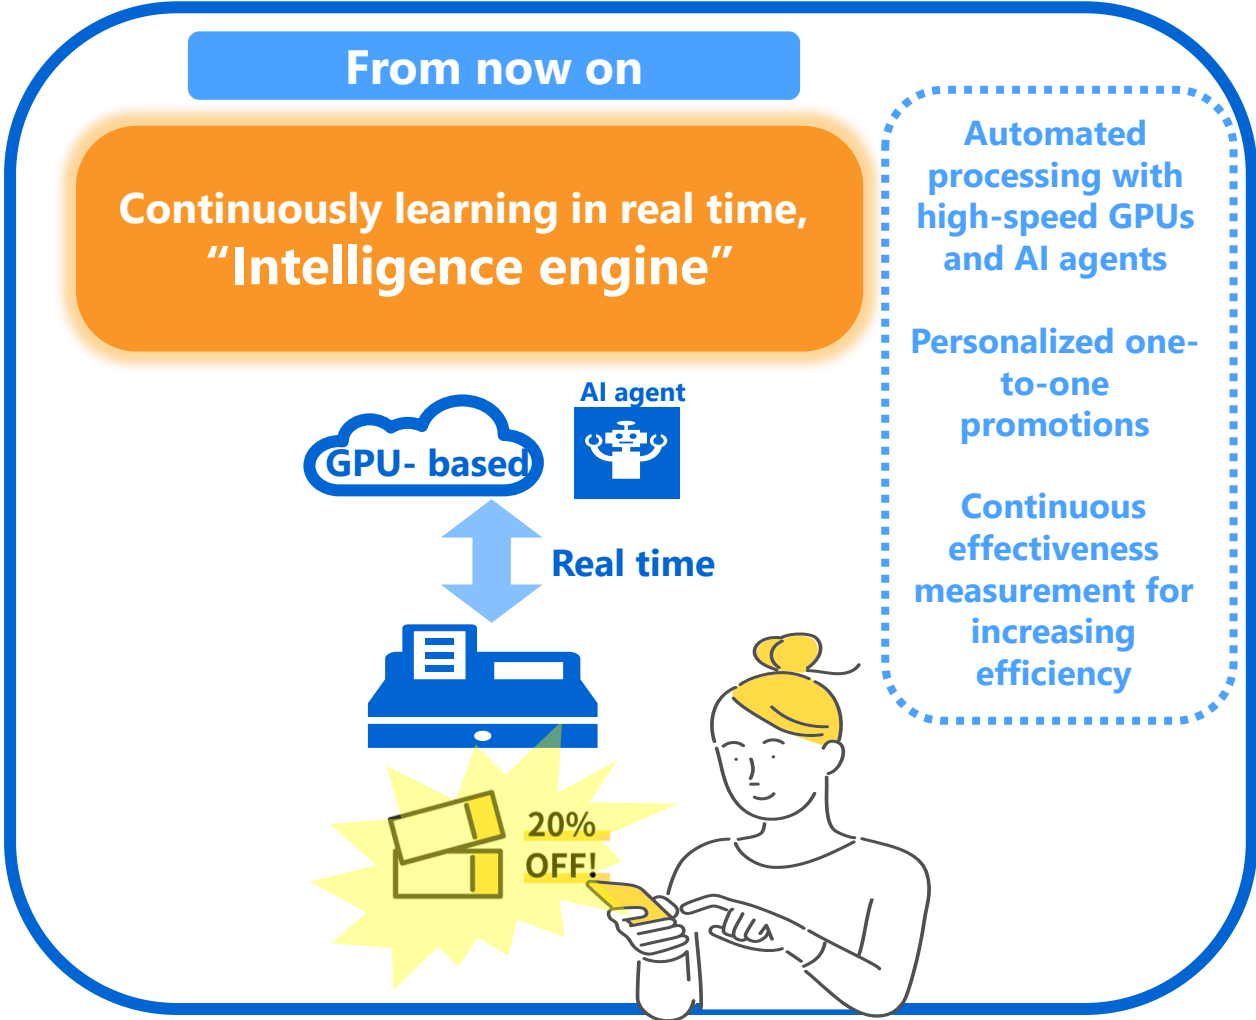 From now on
Continuously learning in real time,
“Intelligence engine”
AI agent
GPU- based
Real time
20%
OFF!
Automated
processing with
high-speed GPUs
and AI agents
Personalized one-
to-one
promotions
Continuous
effectiveness
measurement for
increasing
efficiency